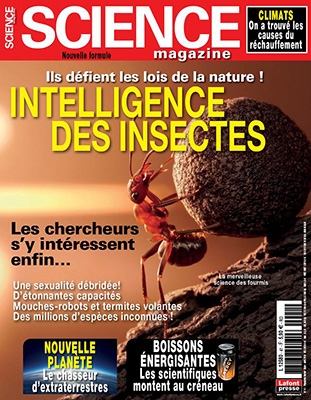 SCIENCE
SCIENCE
magazine
Nouvelle formule
CLIMATS
On a trouvé les
causes du
réchauffement
Ils défient les lois de la nature !
INTELLIGENCE
DES INSECTES
Les chercheurs
s'y intéressent
enfin...
La merveilleuse
science des fourmis
Une sexualité débridée!
D'étonnantes capacités
Mouches-robots et termites volantes
Des millions d'espèces inconnues !
NOUVELLE
PLANÈTE
Le chasseur
d'extraterrestres
BOISSONS
ÉNERGISANTES
Les scientifiques
montent au créneau
Lafont
presse